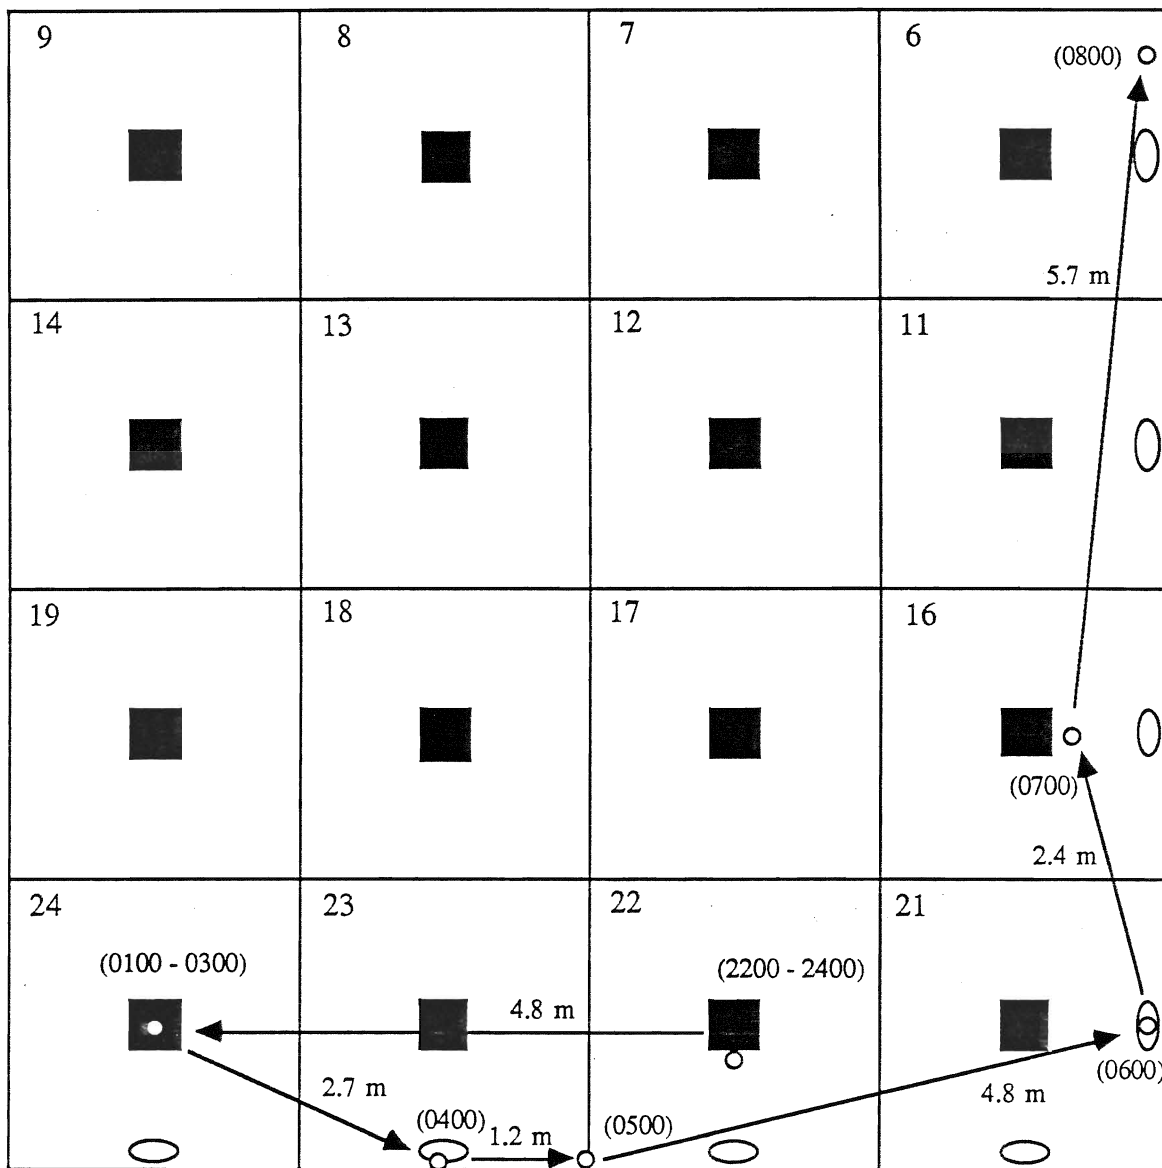 9 8 7 6
(0800)
5.7 m
14 13 12 11
19 18 17 16
(0700)
2.4 m
24 23 22 21
(0100 - 0300) (2200 - 2400)
4.8 m
2.7 m (0400) 1.2 m (0500) 4.8 m (0600)